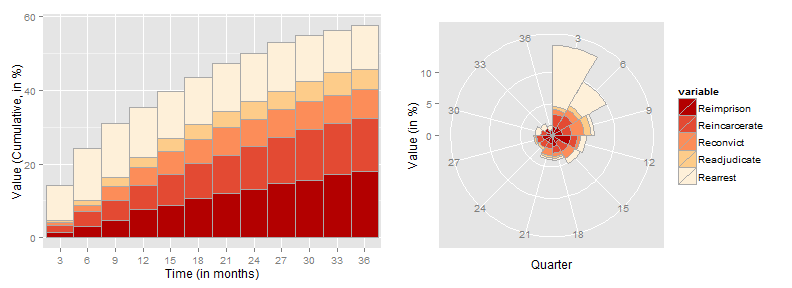 60
40
20
0
Value (Cumulative, in %)
3 6 9 12 15 18 21 24 27 30 33 36
Time (in months)
10
5
0
Value (in %)
36 3
33 6
30 9
27 12
24 15
21 18
Quarter
variable
Reimprison
Reincarcerate
Reconvict
Readjudicate
Rearrest